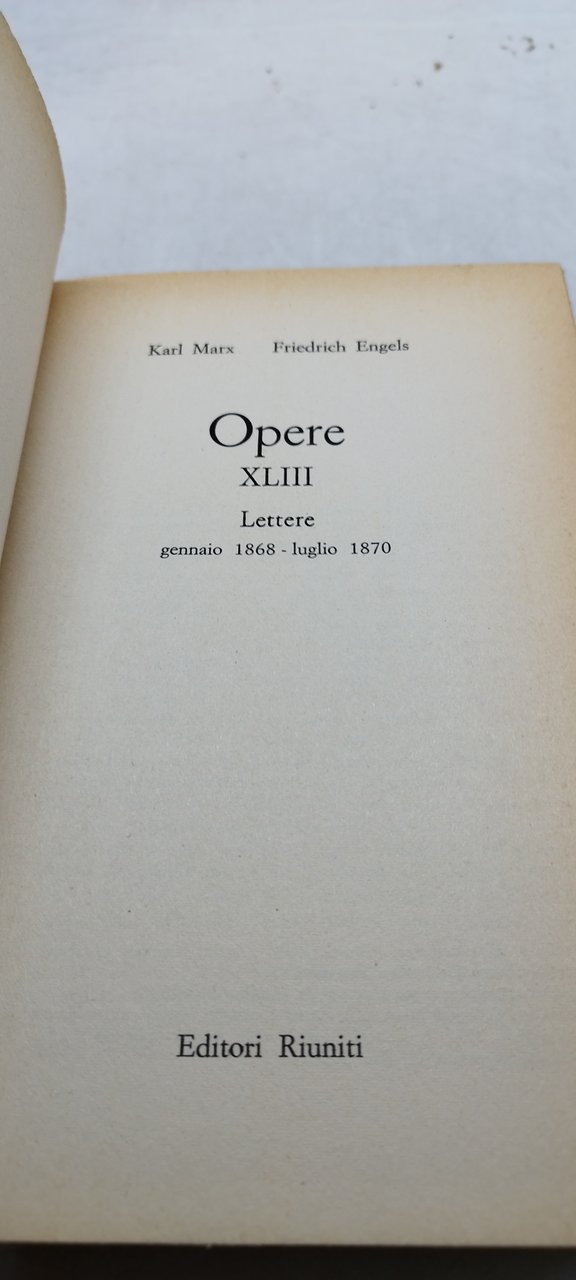 Karl Marx Friedrich Engels
Opere
XLIII
Lettere
gennaio 1868 - luglio 1870
Editori Riuniti